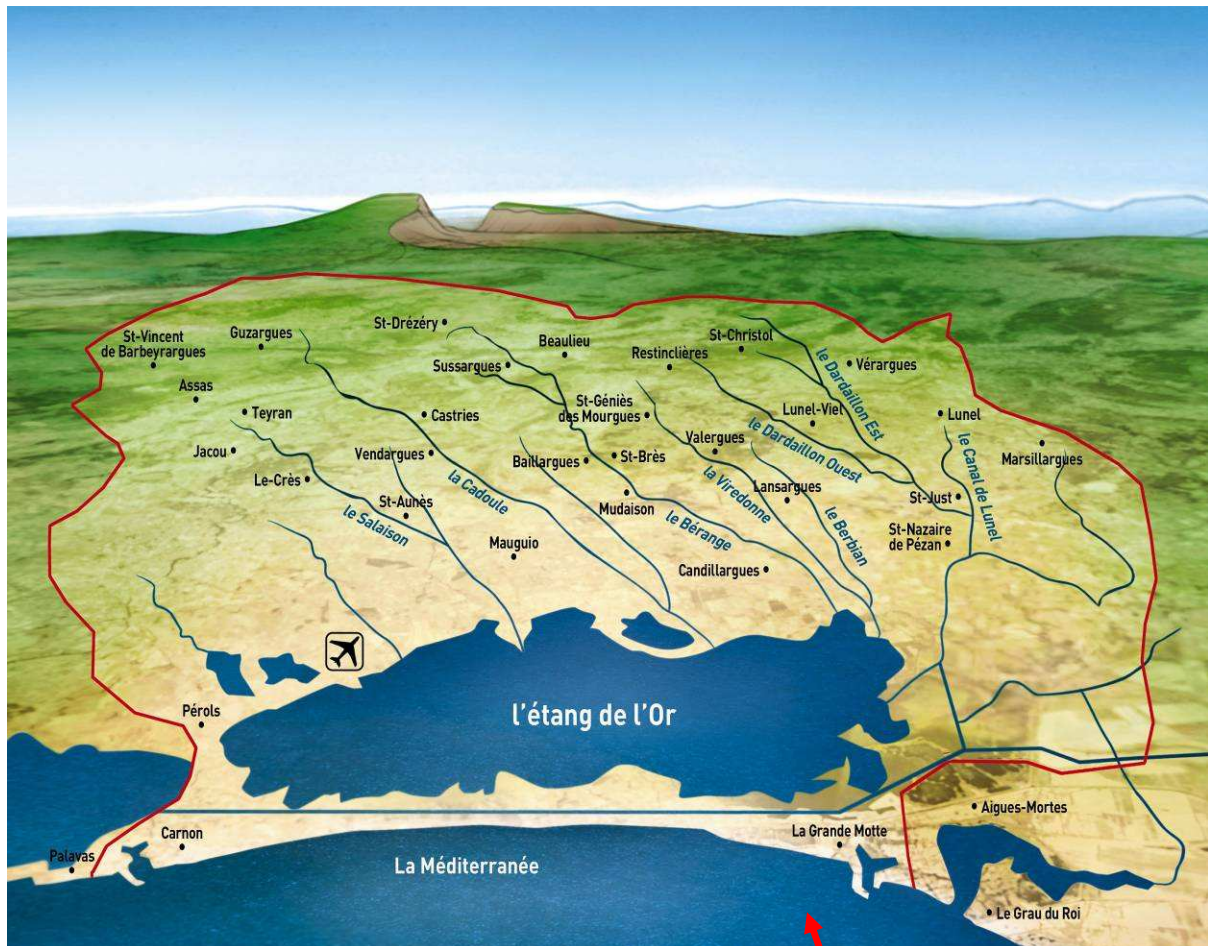 St-Drézéry
St-Vincent
de Barbeyrargues
Guzargues
Beaulieu
St-Christol
Restinclières
Sussargues
le Dardaillon Est
Vérargues
Assas
Teyran
Castries
St-Géniès
des Mourgues
Lunel-Viel
Lunel
Jacou
Vendargues
Baillargues
St-Brès
Valergues
le Dardaillon Ouest
le Canal de Lunel
Marsillargues
Le-Crès
la Cadoule
Mudaison
la Viredonne
Lansargues
St-Just
St-Aunès
le Salaison
le Bérange
le Berbian
St-Nazaire
de Pézan
Mauguio
Candillargues
Pérols
l'étang de l'Or
Aigues-Mortes
Carnon
La Grande Motte
Palavas
La Méditerranée
Le Grau du Roi